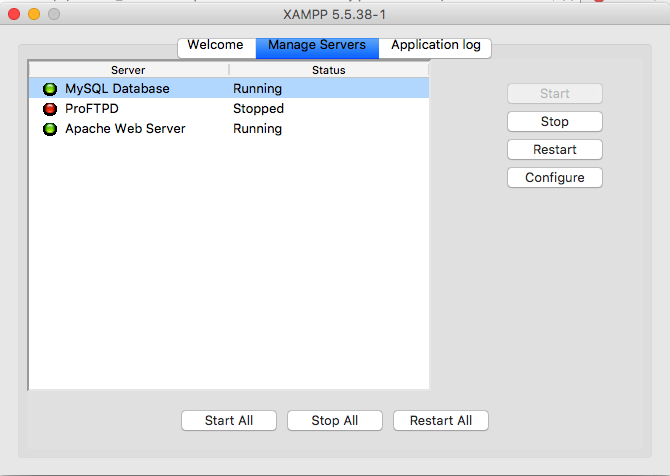 XAMPP 5.5.38-1
Welcome Manage Servers Application log
Server Status
MySQL Database Running
ProFTPD Stopped
Apache Web Server Running
Start
Stop
Restart
Configure
Start All Stop All Restart All